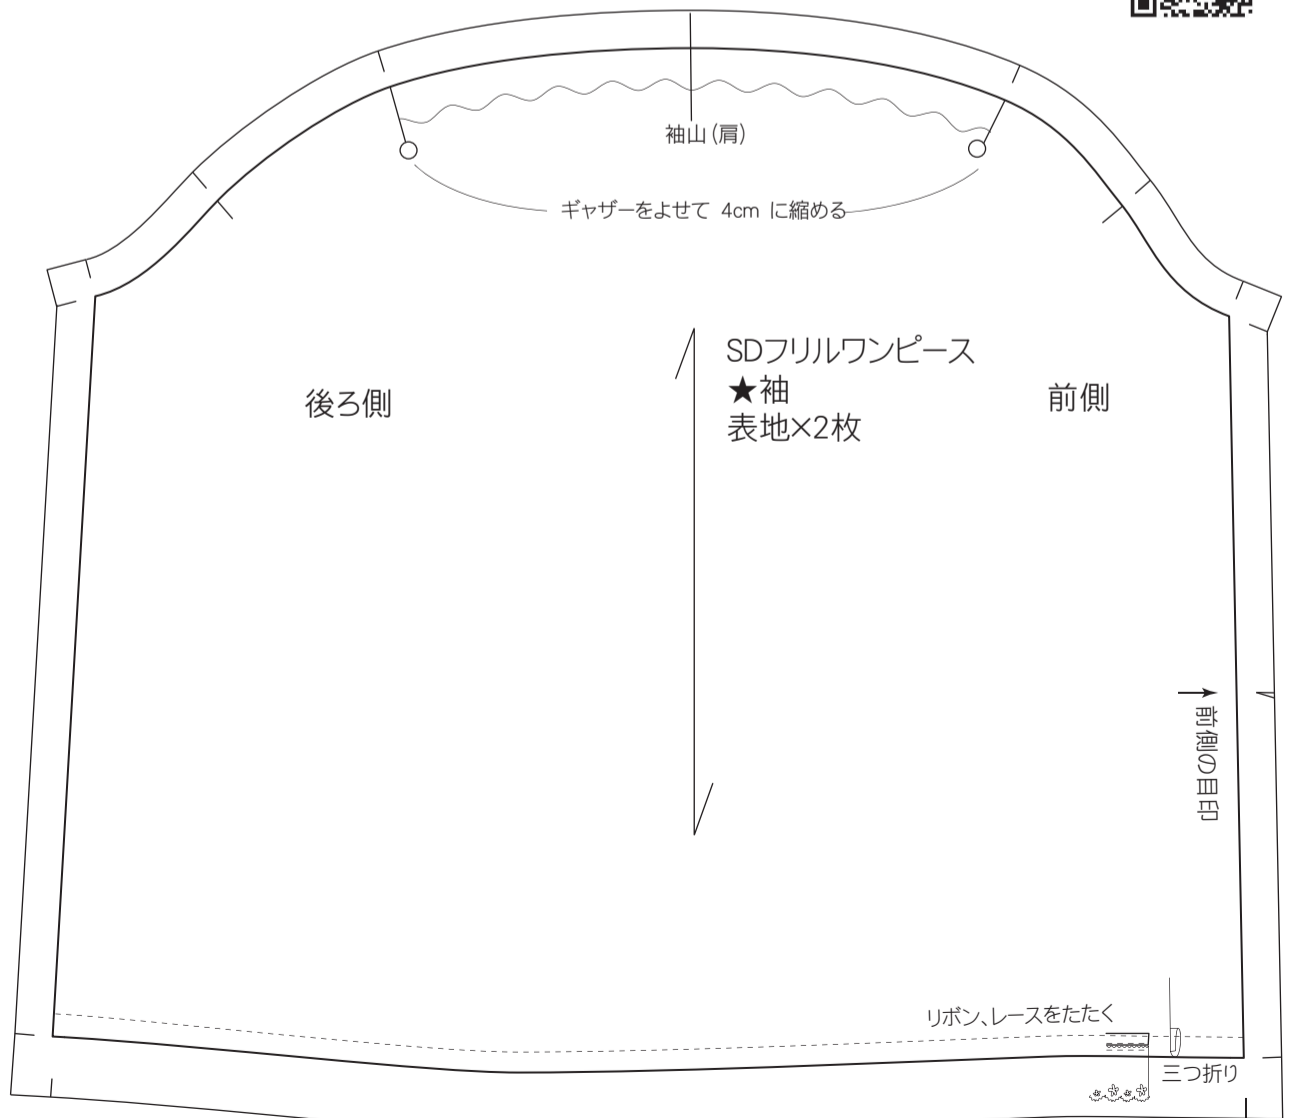 袖山(肩)
ギャザーをよせて 4cm に縮める
SDフリルワンピース
★袖
表地×2枚
後ろ側
前側
前側の目印
リボン、レースをたたく
三つ折り